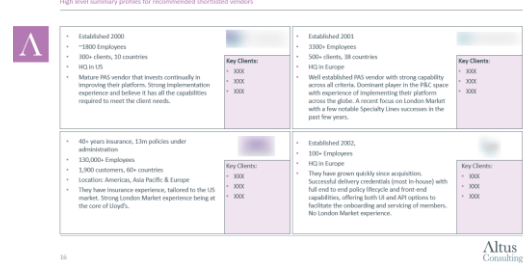 High level summary profiles for recommended shortlisted vendors
• Established 2000
• ~1800 Employees
• 300+ clients, 10 countries
• HQ in US
• Mature PAS vendor that invests continually in
improving their platform. Strong implementation
experience and believe it has all the capabilities
required to meet the client needs.
Key Clients:
• XXX
• XXX
• XXX
• Established 2001
• 3300+ Employees
• 500+ clients, 38 countries
• HQ in Europe
• Well established PAS vendor with strong capability
across all criteria. Dominant player in the P&C space
with experience of implementing their platform
across the globe. A recent focus on London Market
with a few notable Specialty Lines successes in the
past few years.
Key Clients:
• XXX
• XXX
• XXX
• 40+ years insurance, 13m policies under
administration
• 130,000+ Employees
• 1,900 customers, 60+ countries
• Location: Americas, Asia Pacific & Europe
• They have insurance experience, tailored to the US
market. Strong London Market experience being at
the core of Lloyd's.
Key Clients:
• XXX
• XXX
• XXX
• Established 2002,
• 100+ Employees
• HQ in Europe
• They have grown quickly since acquisition.
Successful delivery credentials (most in-house) with
full end to end policy lifecycle and front-end
capabilities, offering both UI and API options to
facilitate the onboarding and servicing of members.
No London Market experience.
Key Clients:
• XXX
• XXX
• XXX
16
Altus
Consulting